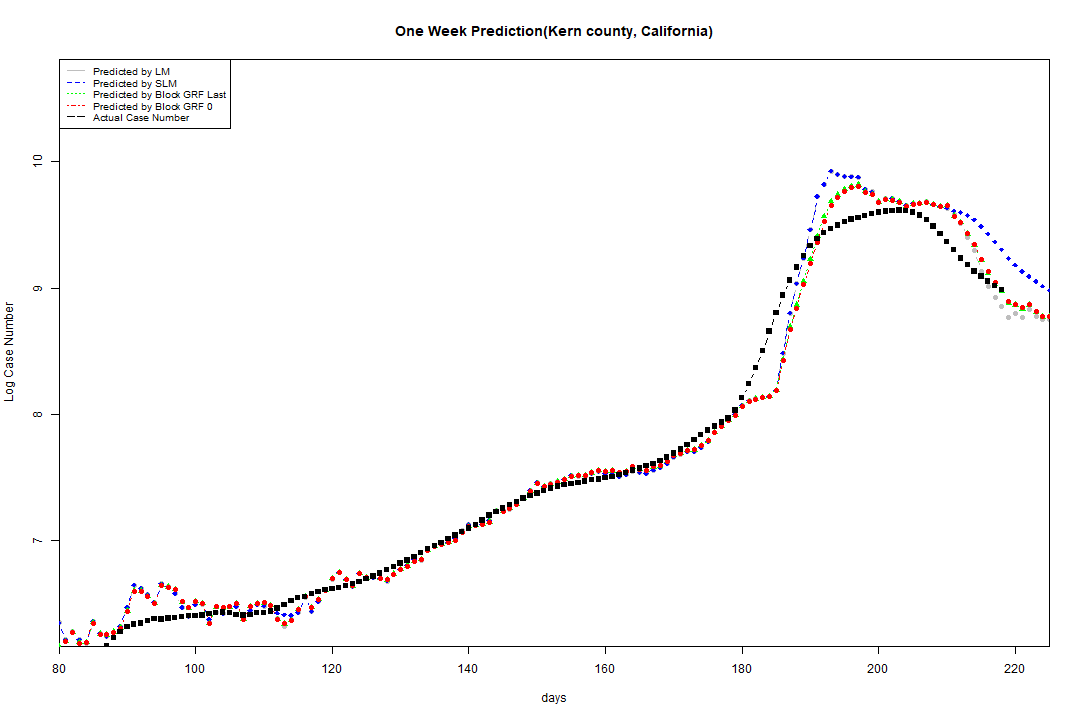 One Week Prediction(Kern county, California)
Predicted by LM
Predicted by SLM
Predicted by Block GRF Last
Predicted by Block GRF 0
Actual Case Number
10
9
8
7
Log Case Number
80 100 120 140 160 180 200 220
days